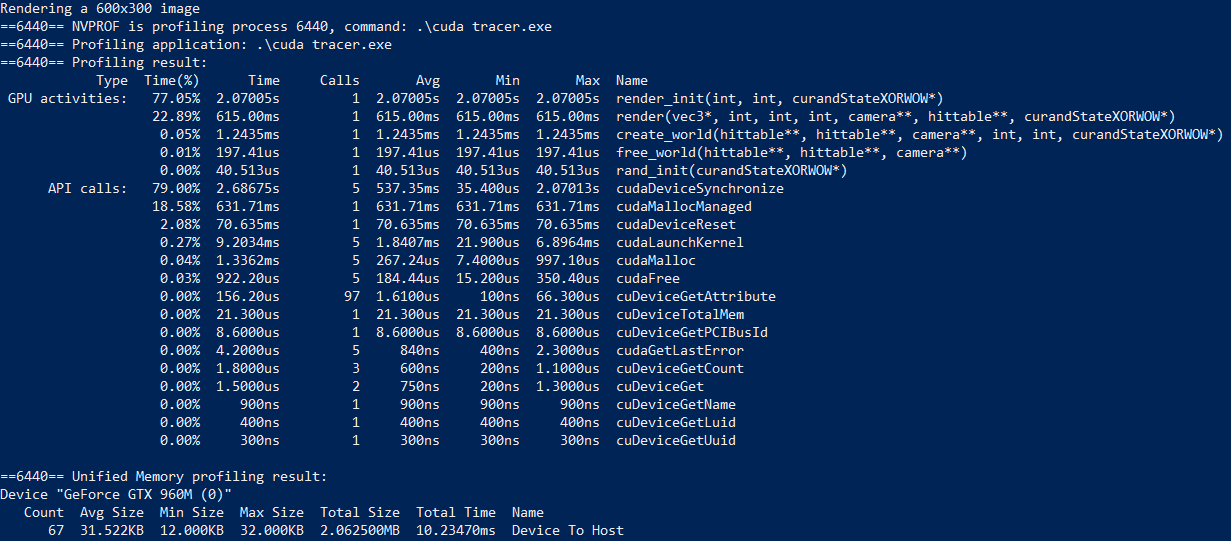 Rendering a 600x300 image
==6440== NVPROF is profiling process 6440, command: .\cuda tracer.exe
==6440== Profiling application: .\cuda tracer.exe
==6440== Profiling result:
Type Time(%) Time Calls Avg Min Max Name
GPU activities: 77.05% 2.07005s 1 2.07005s 2.07005s 2.07005s render_init(int, int, curandStateXORWOW*)
22.89% 615.00ms 1 615.00ms 615.00ms 615.00ms render(vec3*, int, int, int, camera**, hittable**, curandStateXORWOW*)
0.05% 1.2435ms 1 1.2435ms 1.2435ms 1.2435ms create_world(hittable**, hittable**, camera**, int, int, curandStateXORWOW*)
0.01% 197.41us 1 197.41us 197.41us 197.41us free_world(hittable**, hittable**, camera**)
0.00% 40.513us 1 40.513us 40.513us 40.513us rand_init(curandStateXORWOW*)
API calls: 79.00% 2.68675s 5 537.35ms 35.400us 2.07013s cudaDeviceSynchronize
18.58% 631.71ms 1 631.71ms 631.71ms 631.71ms cudaMallocManaged
2.08% 70.635ms 1 70.635ms 70.635ms 70.635ms cudaDeviceReset
0.27% 9.2034ms 5 1.8407ms 21.900us 6.8964ms cudaLaunchKernel
0.04% 1.3362ms 5 267.24us 7.4000us 997.10us cudaMalloc
0.03% 922.20us 5 184.44us 15.200us 350.40us cudaFree
0.00% 156.20us 97 1.6100us 100ns 66.300us cuDeviceGetAttribute
0.00% 21.300us 1 21.300us 21.300us 21.300us cuDeviceTotalMem
0.00% 8.6000us 1 8.6000us 8.6000us 8.6000us cuDeviceGetPCIBusId
0.00% 4.2000us 5 840ns 400ns 2.3000us cudaGetLastError
0.00% 1.8000us 3 600ns 200ns 1.1000us cuDeviceGetCount
0.00% 1.5000us 2 750ns 200ns 1.3000us cuDeviceGet
0.00% 900ns 1 900ns 900ns 900ns cuDeviceGetName
0.00% 400ns 1 400ns 400ns 400ns cuDeviceGetLuid
0.00% 300ns 1 300ns 300ns 300ns cuDeviceGetUuid
==6440== Unified Memory profiling result:
Device "GeForce GTX 960M (0)"
Count Avg Size Min Size Max Size Total Size Total Time Name
67 31.522KB 12.000KB 32.000KB 2.062500MB 10.23470ms Device To Host